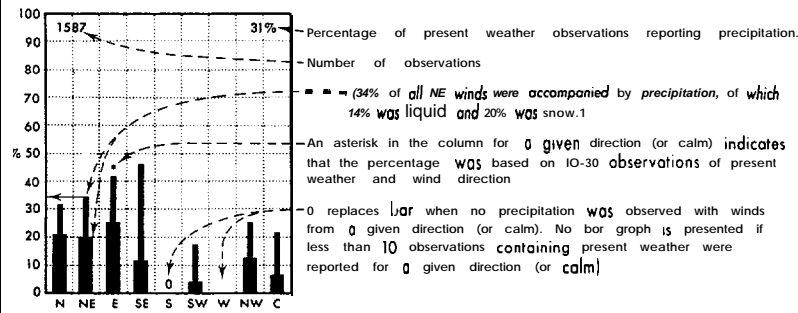 100
90
80
70
60
%
50
40
30
20
10
0
1587 31%
N NE E SE S SW W NW C
*
0
Percentage of present weather observations reporting precipitation.
Number of observations
(34% of all NE winds were accompanied by precipitation, of which
14% was liquid and 20% was snow.1
An asterisk in the column for a given direction (or calm) indicates
that the percentage was based on IO-30 observations of present
weather and wind direction
0 replaces bar when no precipitation was observed with winds
from a given direction (or calm). No bor groph is presented if
less than 10 observations containing present weather were
reported for a given direction (or calm)